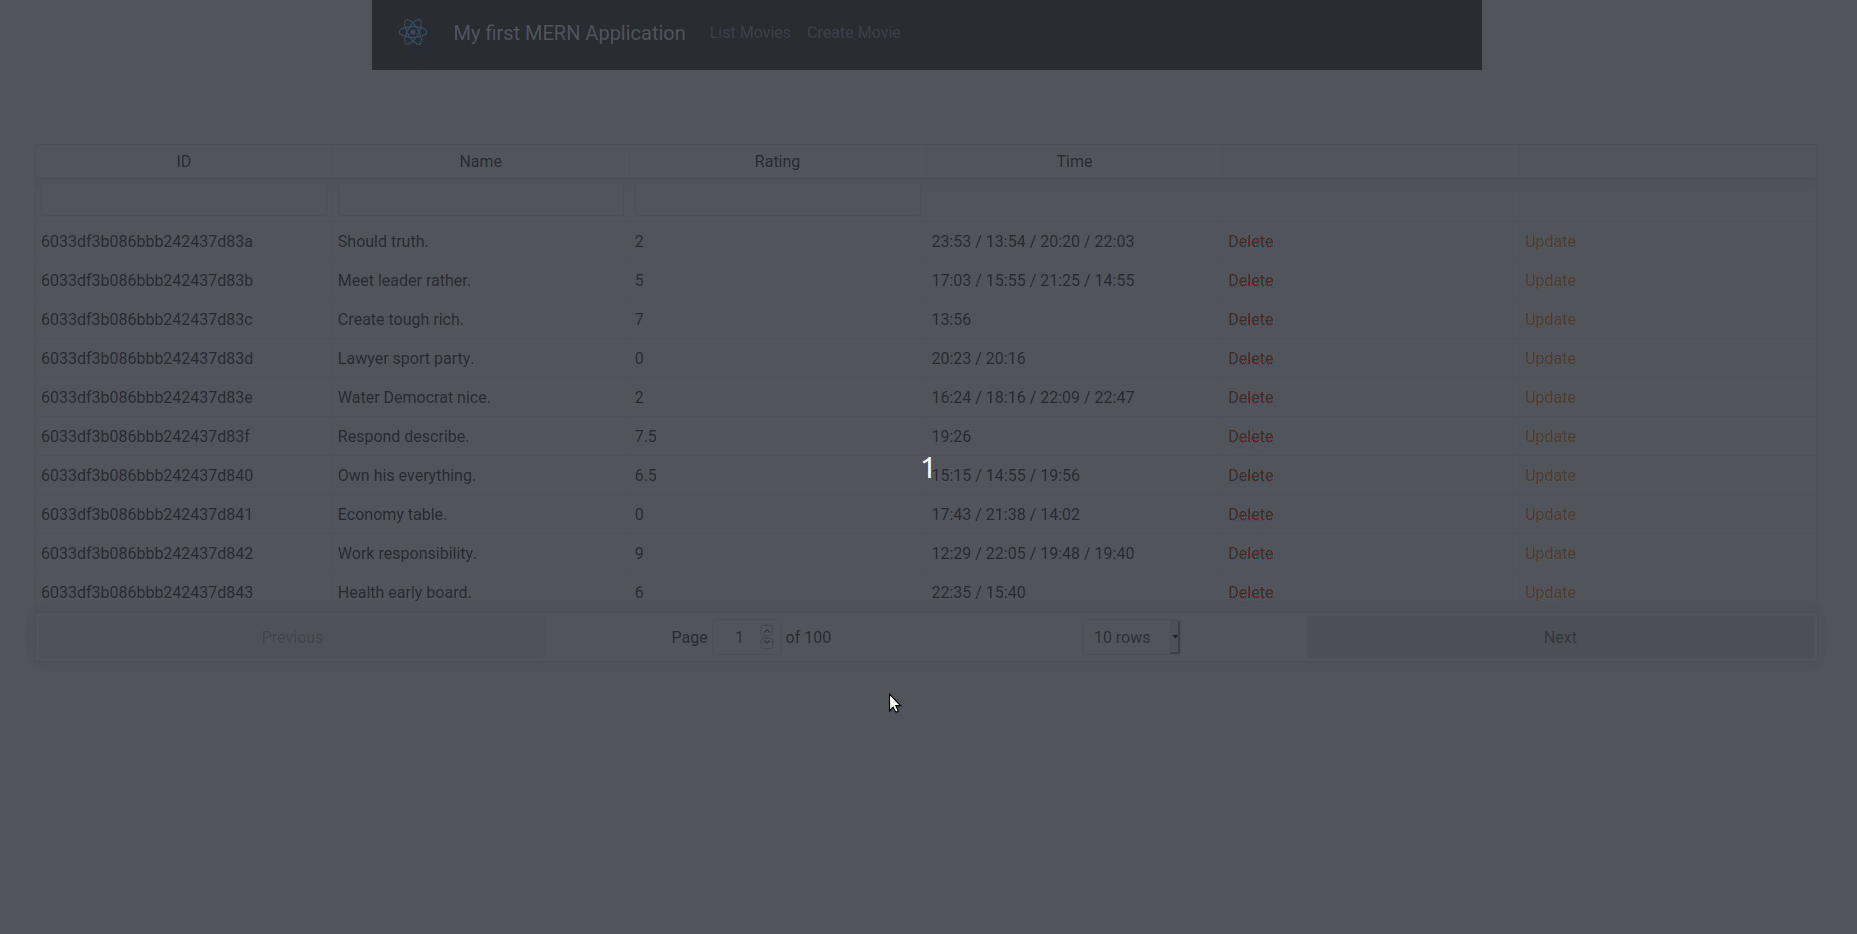 My first MERN Application List Movies Create Movie
ID Name Rating Time
6033df3b086bbb242437d83a Should truth. 2 23:53 / 13:54 / 20:20 / 22:03 Delete Update
6033df3b086bbb242437d83b Meet leader rather. 5 17:03 / 15:55 / 21:25 / 14:55 Delete Update
6033df3b086bbb242437d83c Create tough rich. 7 13:56 Delete Update
6033df3b086bbb242437d83d Lawyer sport party. 0 20:23 / 20:16 Delete Update
6033df3b086bbb242437d83e Water Democrat nice. 2 16:24 / 18:16 / 22:09 / 22:47 Delete Update
6033df3b086bbb242437d83f Respond describe. 7.5 19:26 Delete Update
1
6033df3b086bbb242437d840 Own his everything. 6.5 15:15 / 14:55 / 19:56 Delete Update
6033df3b086bbb242437d841 Economy table. 0 17:43 / 21:38 / 14:02 Delete Update
6033df3b086bbb242437d842 Work responsibility. 9 12:29 / 22:05 / 19:48 / 19:40 Delete Update
6033df3b086bbb242437d843 Health early board. 6 22:35 / 15:40 Delete Update
Previous Page 1 of 100 10 rows Next